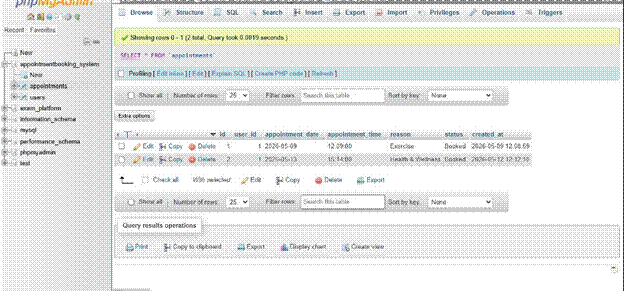 phpMyAdmin
Recent Favorites
New
appointmentbooking_system
New
appointments
users
exam_platform
information_schema
mysql
performance_schema
phpmyadmin
test
Browse Structure SQL Search Insert Export Import Privileges Operations Triggers
Showing rows 0 - 1 (2 total, Query took 0.0019 seconds.)
SELECT * FROM `appointments`
Profiling [ Edit inline ] [ Edit ] [ Explain SQL ] [ Create PHP code ] [ Refresh ]
Show all Number of rows: 25 Filter rows: Search this table Sort by key: None
Extra options
id user_id appointment_date appointment_time reason status created_at
Edit Copy Delete 1 1 2026-05-09 12:09:00 Exercise Booked 2026-05-09 12:08:59
Edit Copy Delete 2 1 2026-05-13 15:14:00 Health & Wellness Booked 2026-05-12 12:12:18
Check all With selected: Edit Copy Delete Export
Show all Number of rows: 25 Filter rows: Search this table Sort by key: None
Query results operations
Print Copy to clipboard Export Display chart Create view